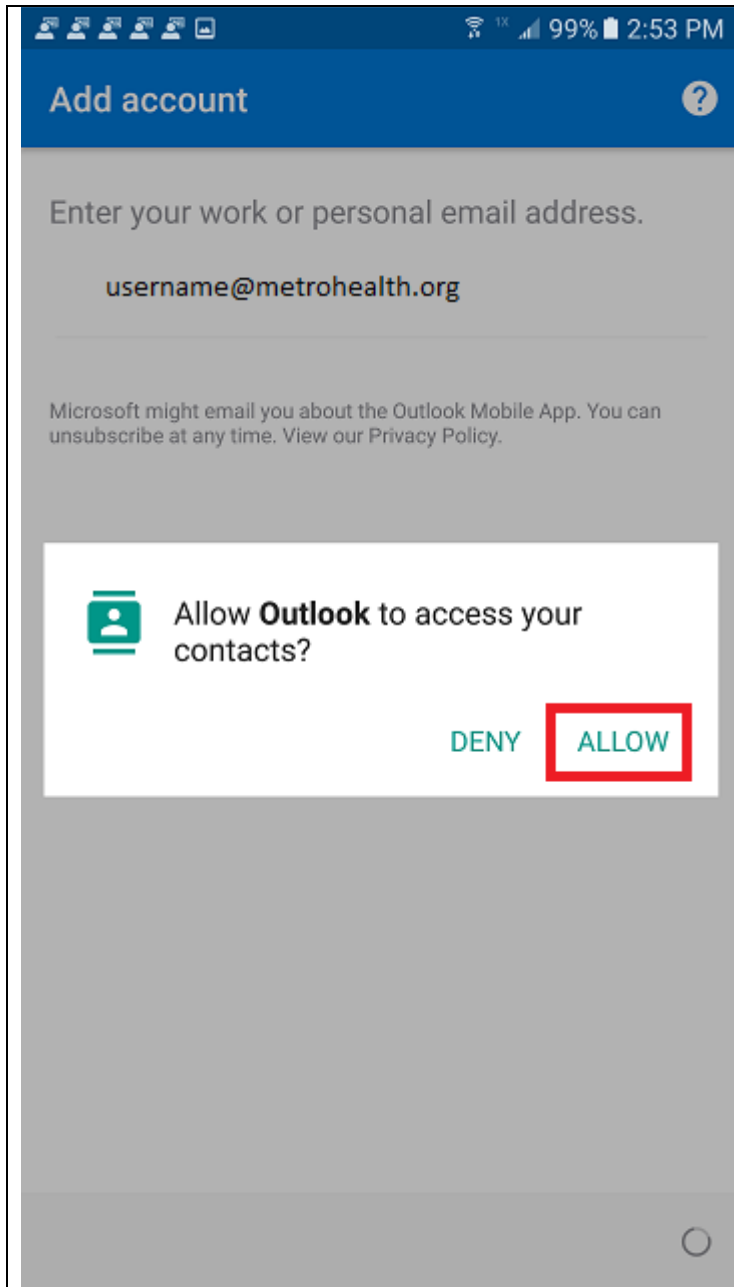 1X 99% 2:53 PM
Add account
?
Enter your work or personal email address.
username@metrohealth.org
Microsoft might email you about the Outlook Mobile App. You can
unsubscribe at any time. View our Privacy Policy.
Allow Outlook to access your
contacts?
DENY ALLOW